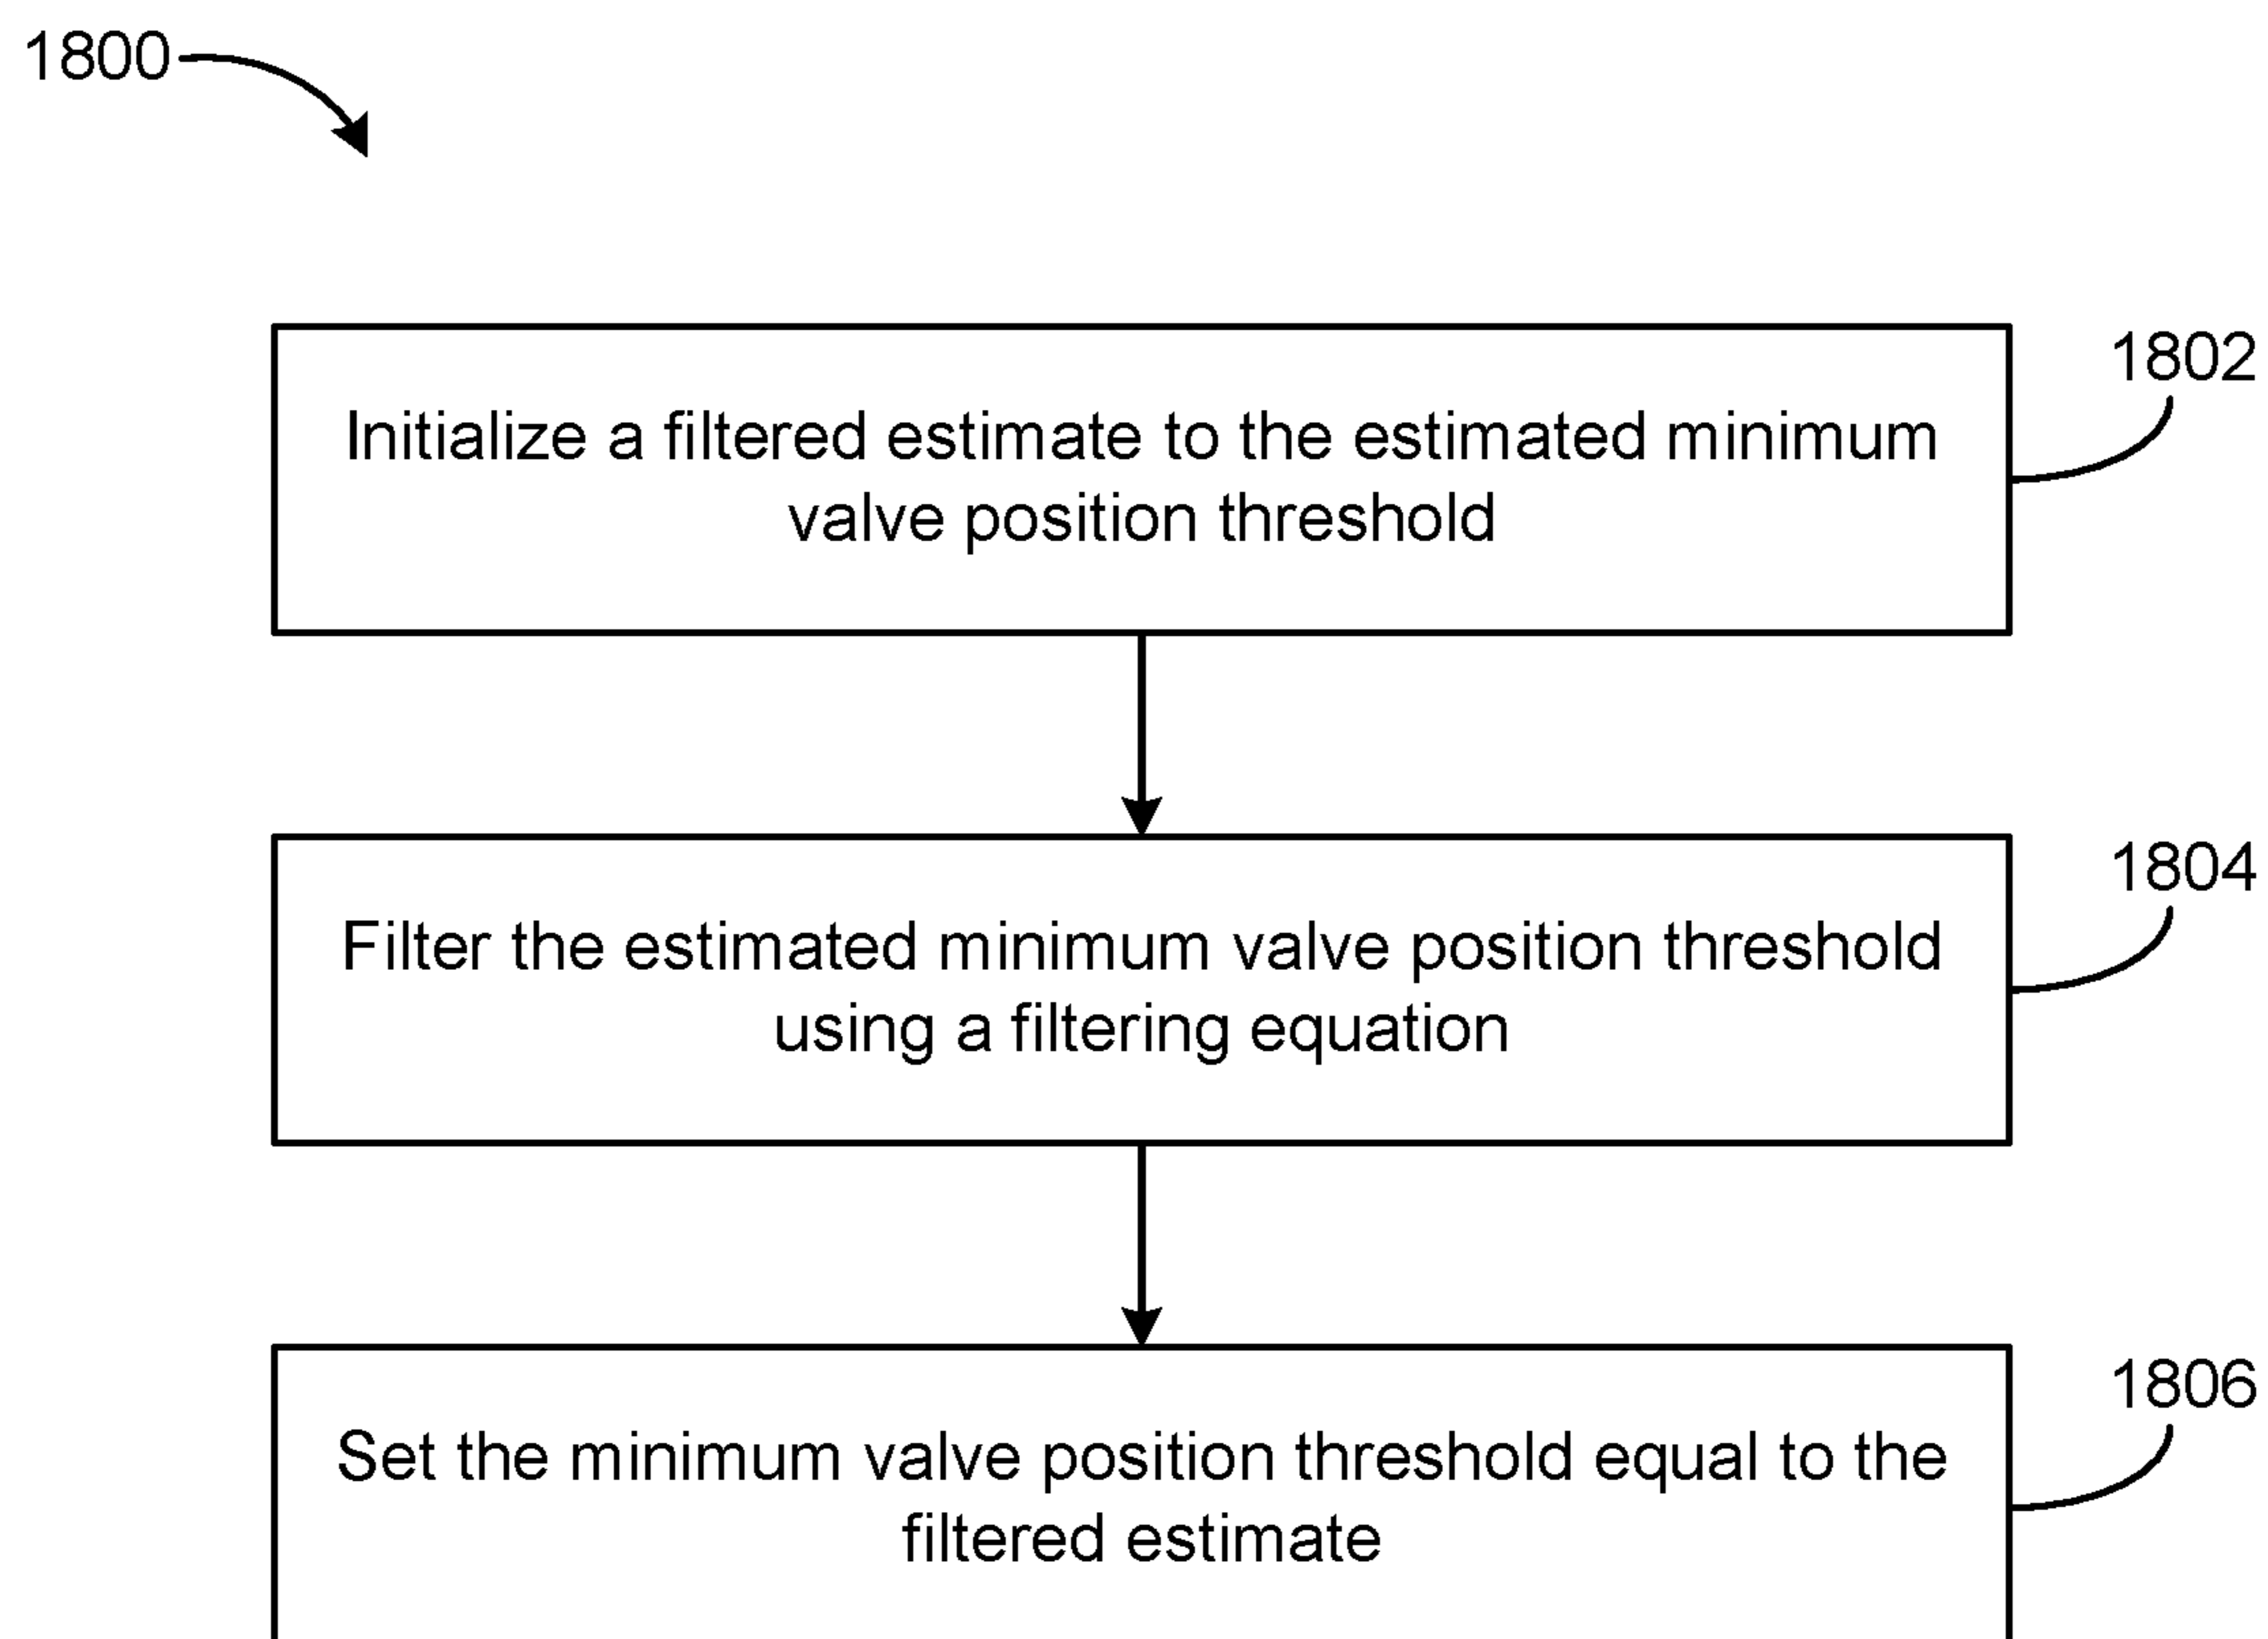 1800
1802
Initialize a filtered estimate to the estimated minimum
valve position threshold
1804
Filter the estimated minimum valve position threshold
using a filtering equation
1806
Set the minimum valve position threshold equal to the
filtered estimate